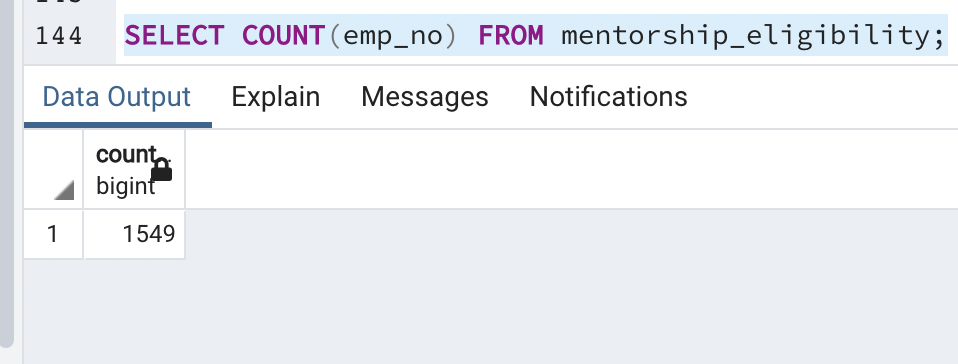 144 SELECT COUNT(emp_no) FROM mentorship_eligibility;
Data Output Explain Messages Notifications
count
bigint
1 1549